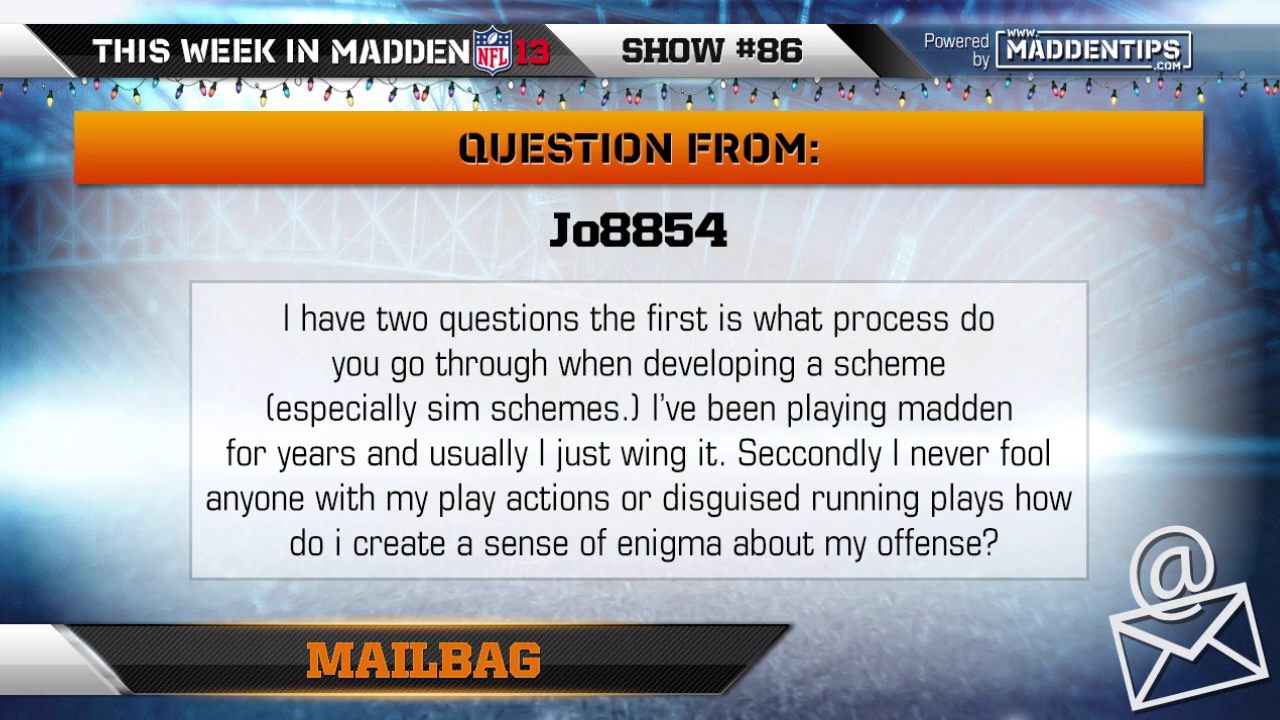 THIS WEEK IN MADDEN NFL 13 SHOW #86 Powered by WWW. MADDENTIPS .COM
QUESTION FROM:
Jo8854
I have two questions the first is what process do
you go through when developing a scheme
(especially sim schemes.) I've been playing madden
for years and usually I just wing it. Seccondly I never fool
anyone with my play actions or disguised running plays how
do i create a sense of enigma about my offense?
@
MAILBAG